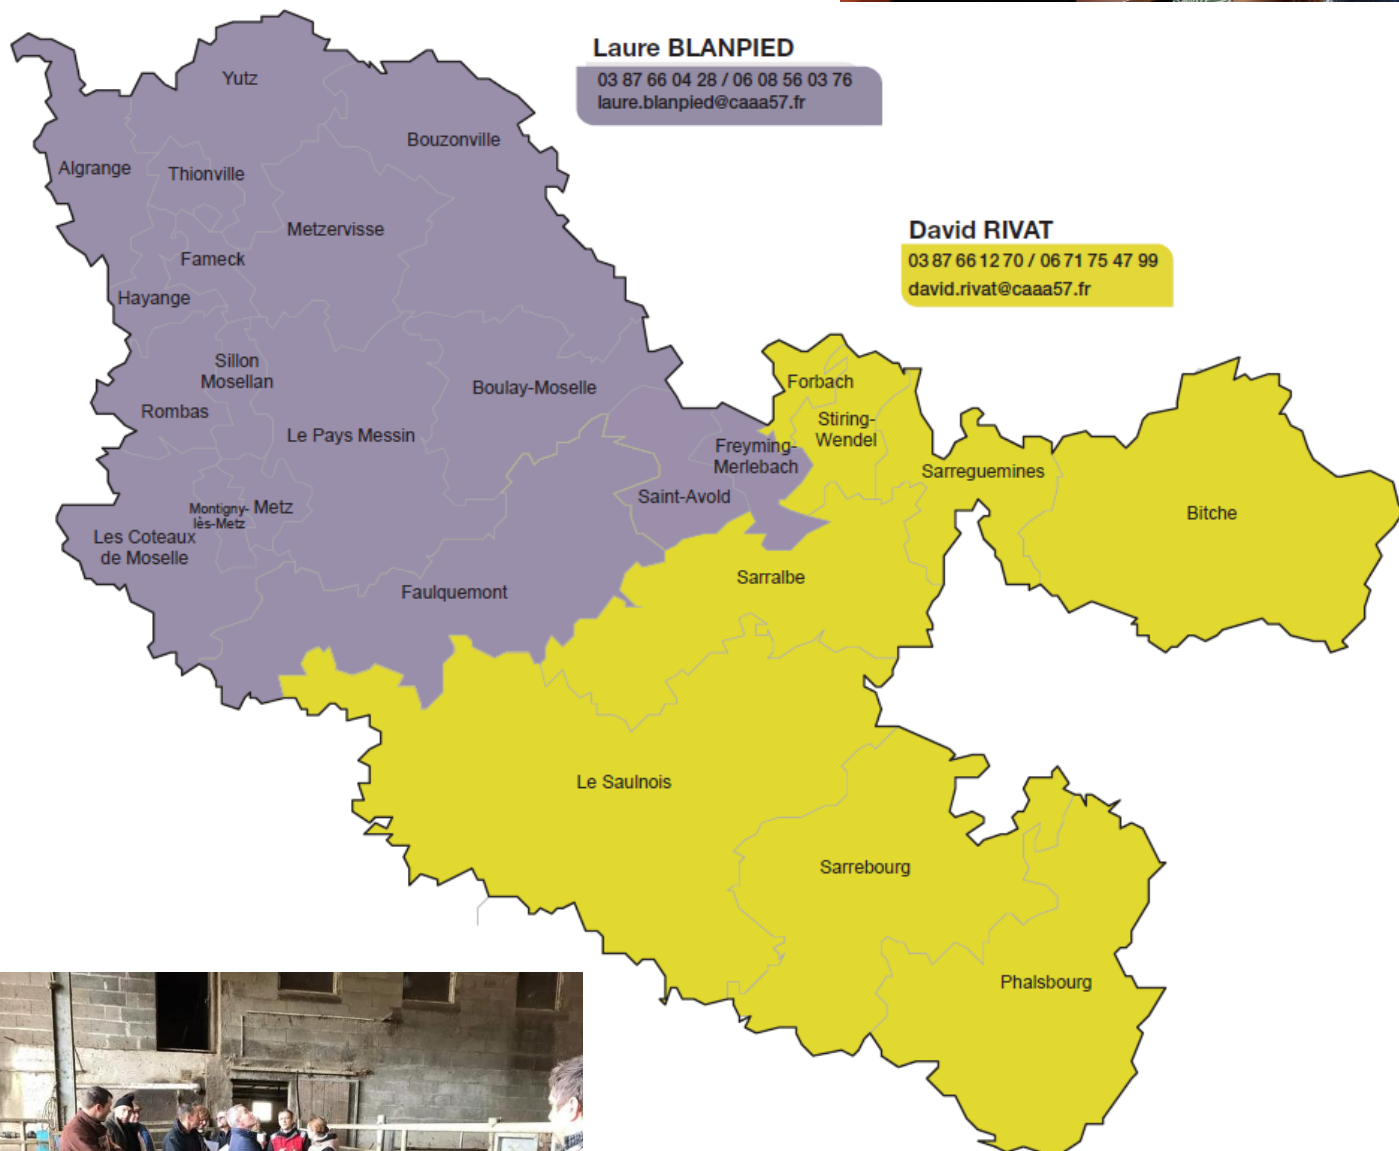 Laure BLANPIED
03 87 66 04 28 / 06 08 56 03 76
laure.blanpied@caaa57.fr
Yutz
Bouzonville
Algrange
Thionville
Metzervisse
David RIVAT
03 87 66 12 70 / 06 71 75 47 99
david.rivat@caaa57.fr
Fameck
Hayange
Sillon
Mosellan
Boulay-Moselle
Forbach
Rombas
Stiring-
Wendel
Le Pays Messin
Freyming-
Merlebach
Sarreguemines
Saint-Avold
Montigny-
lès-Metz
Metz
Bitche
Les Coteaux
de Moselle
Sarralbe
Faulquemont
Le Saulnois
Sarrebourg
Phalsbourg